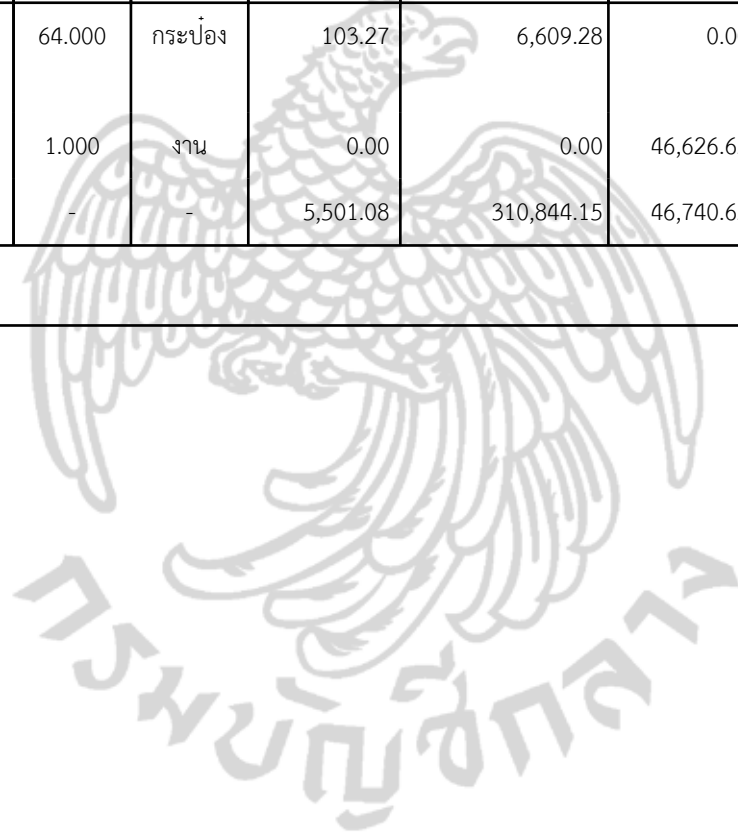 64.000 กระป๋อง 103.27 6,609.28 0.0
1.000 งาน 0.00 0.00 46,626.6
- - 5,501.08 310,844.15 46,740.6
กรมบัญชีกลาง